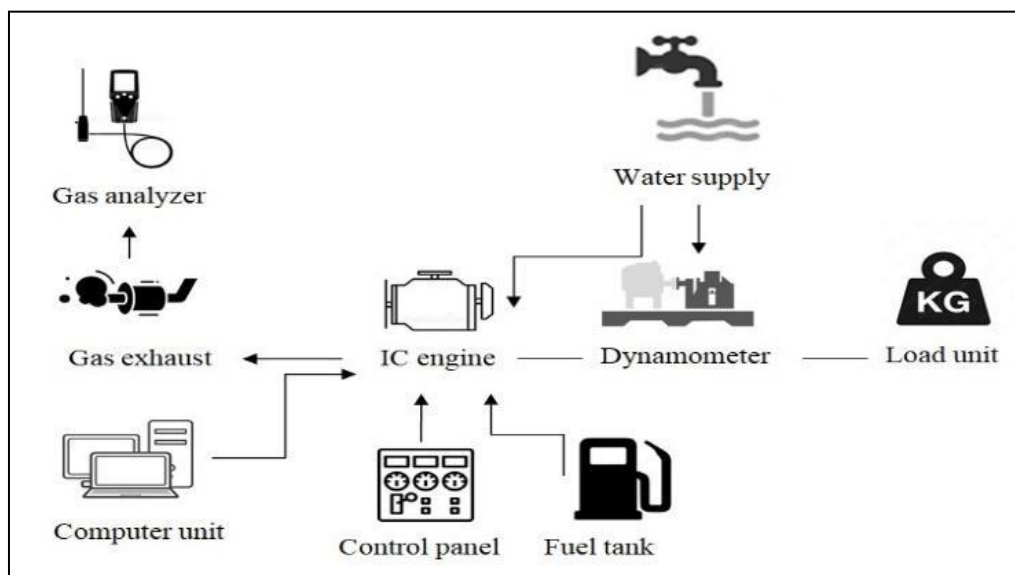 Water supply
Gas analyzer
KG
Gas exhaust
IC engine
Dynamometer
Load unit
Computer unit
Control panel
Fuel tank